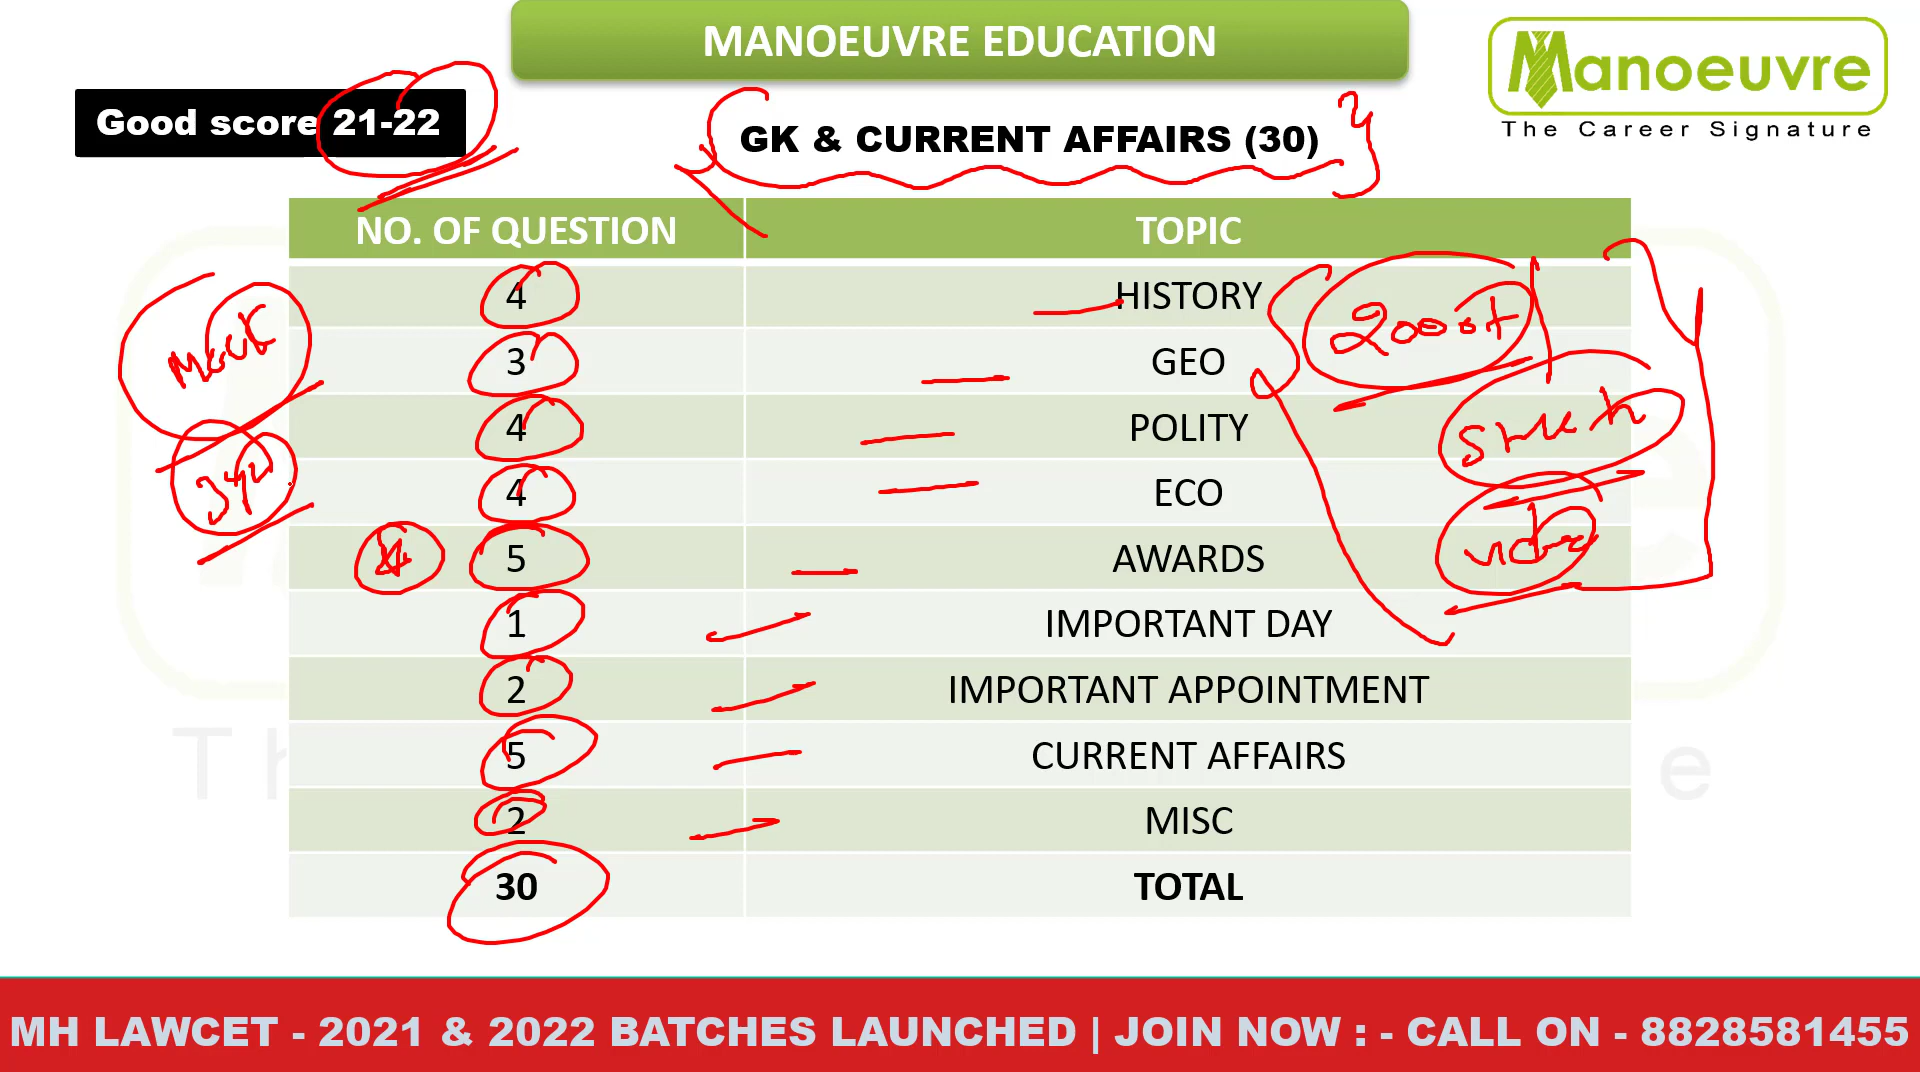 MANOEUVRE EDUCATION
Manoeuvre
The Career Signature
Good score 21-22
GK & CURRENT AFFAIRS (30)
NO. OF QUESTION TOPIC
4 HISTORY
3 GEO
4 POLITY
4 ECO
5 AWARDS
1 IMPORTANT DAY
2 IMPORTANT APPOINTMENT
5 CURRENT AFFAIRS
2 MISC
30 TOTAL
2000+
MH LAWCET - 2021 & 2022 BATCHES LAUNCHED | JOIN NOW : - CALL ON - 8828581455